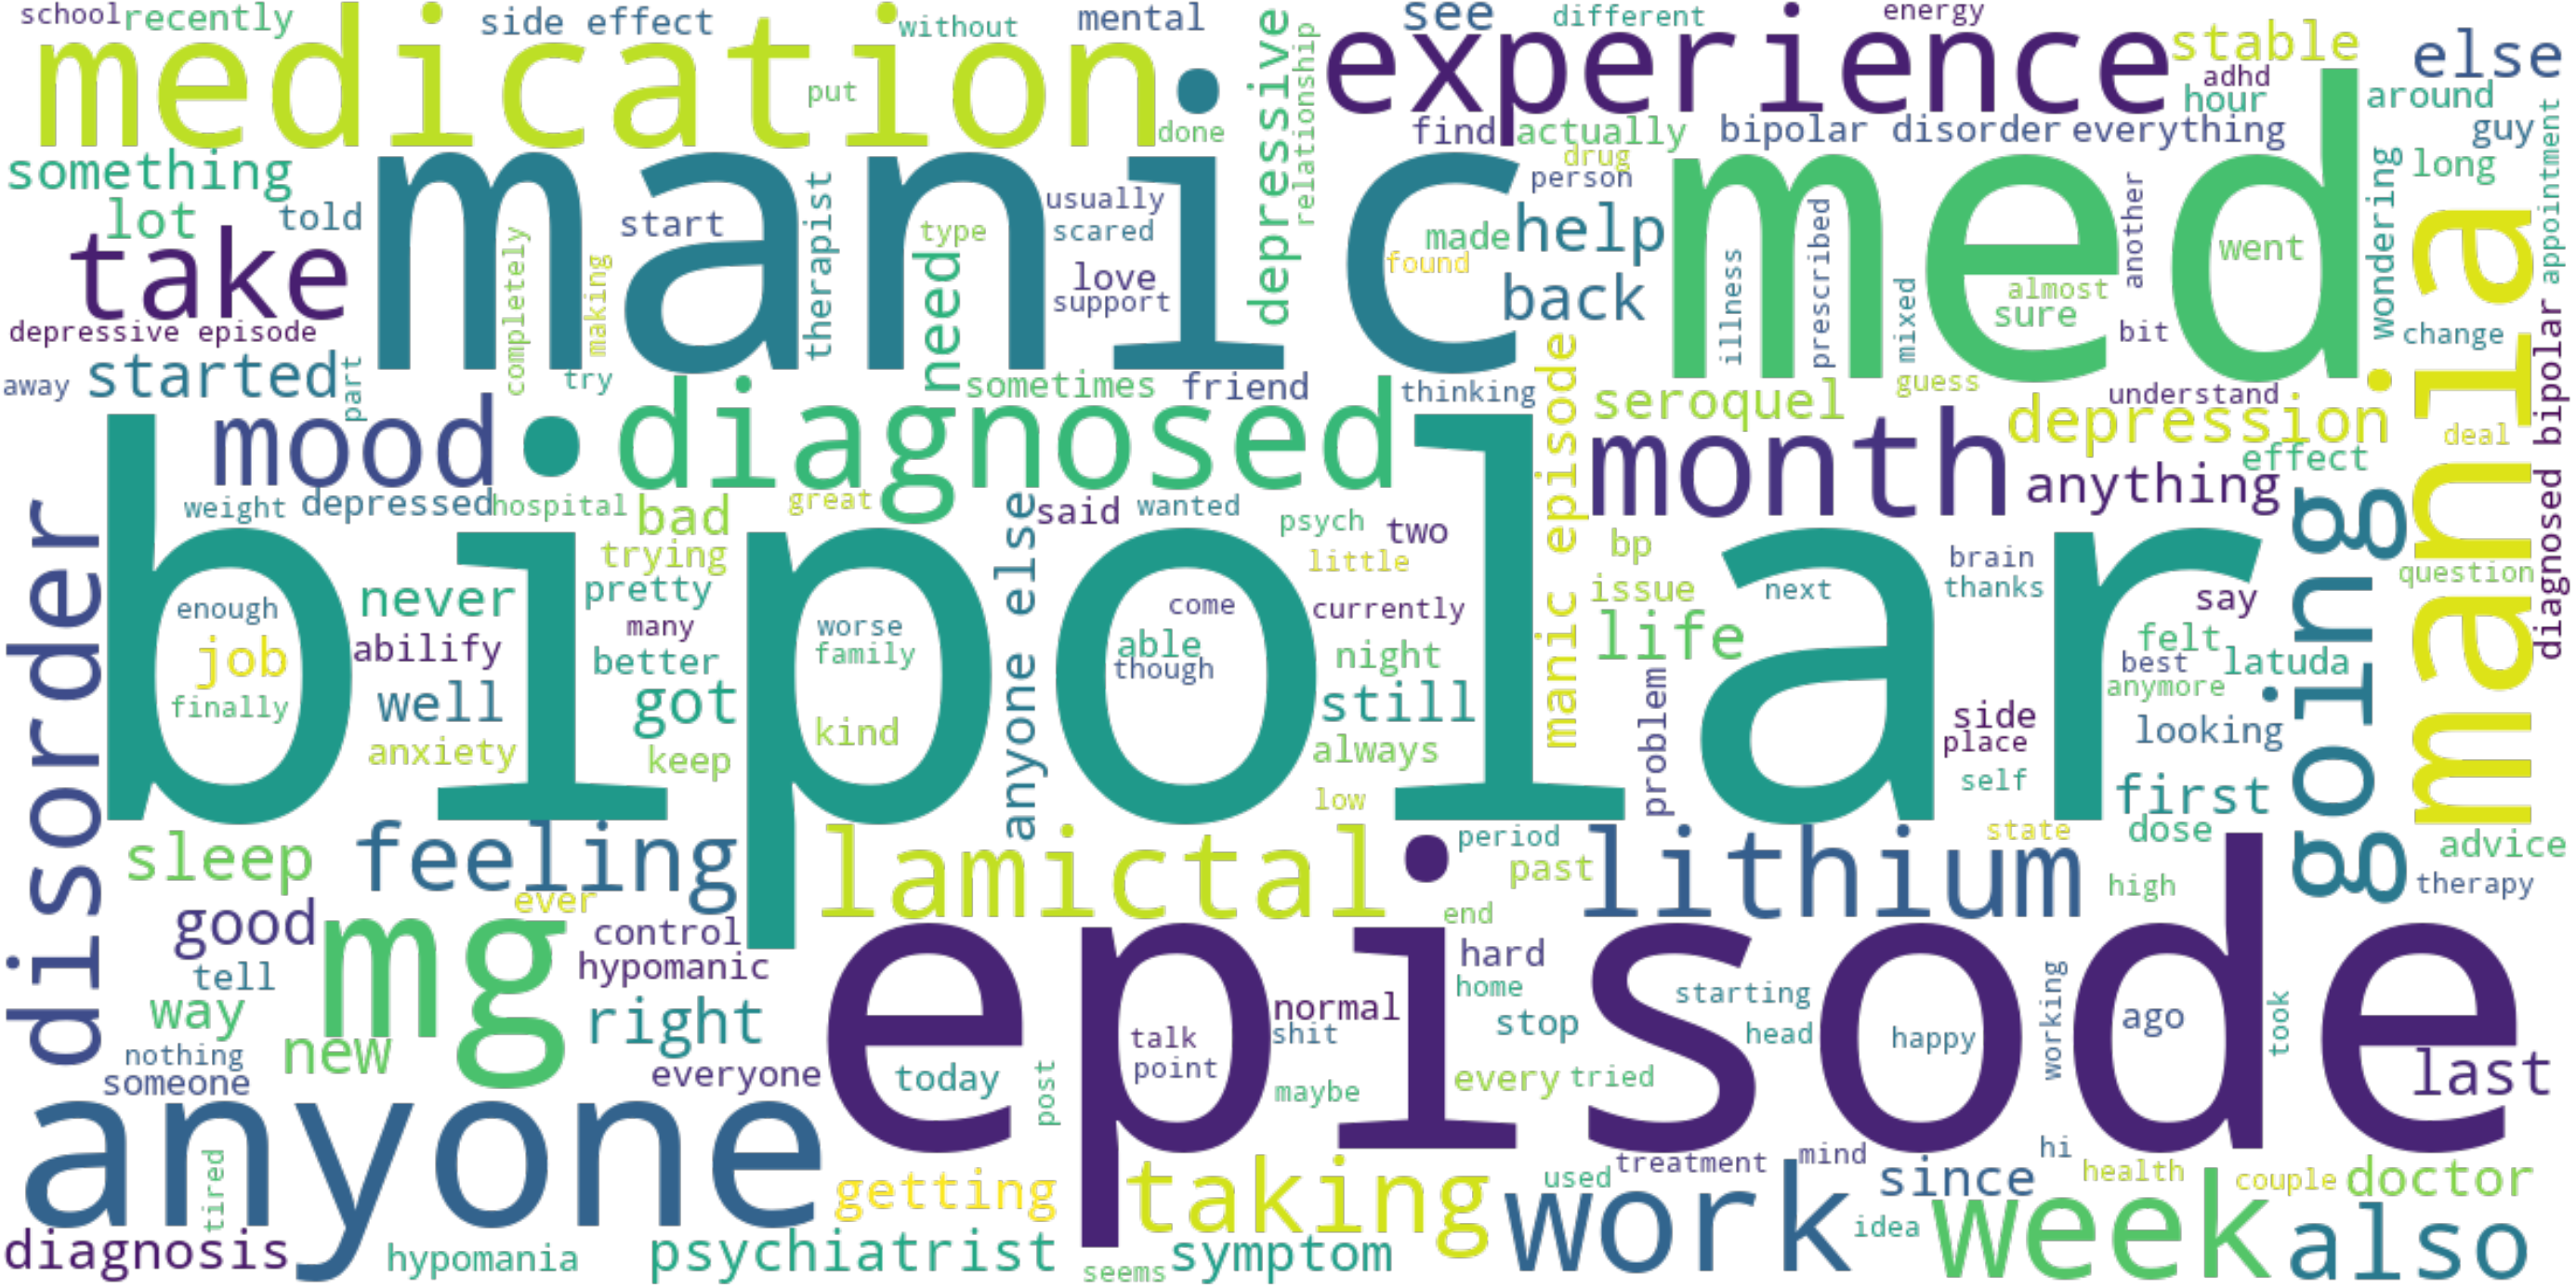 school
recently
side effect
without
mental
see
different
energy
medication
put
done
depressive
relationship
experience
stable
adhd
hour
else
around
guy
find
actually
bipolar disorder
everything
something
lot
told
take
manic
start
completely
making
therapist
type
need
usually
scared
love
support
found
drug
person
made
help
back
med
illness
prescribed
mixed
almost
sure
another
bit
went
wondering
long
appointment
change
mania
depressive episode
away
started
part
try
sometimes
friend
thinking
manic episode
seroquel
guess
understand
depression
deal
effect
diagnosed bipolar
mood
diagnosed
month
anything
going
question
disorder
weight
depressed
hospital
bad
great
said
wanted
psych
two
trying
little
bp
brain
bipolar
enough
never
pretty
anyone else
come
currently
issue
next
thanks
say
job
abilify
many
worse
family
able
though
night
life
felt
best
latuda
better
anymore
finally
well
got
kind
still
problem
side
place
looking
anxiety
keep
always
self
first
low
sleep
feeling
lamictal
period
past
lithium
state
dose
advice
ever
end
high
therapy
good
mg
control
hypomanic
episode
hard
tell
home
way
right
normal
starting
working
ago
took
new
shit
stop
head
happy
talk
point
nothing
someone
everyone
today
post
maybe
every
tried
last
anyone
tired
getting
taking
used
treatment
mind
hi
since
health
couple
doctor
work
week
also
idea
diagnosis
hypomania
psychiatrist
seems
symptom